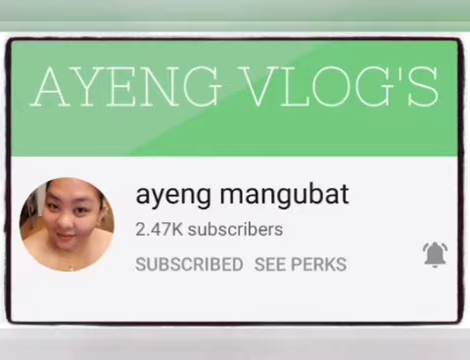 AYENG VLOG'S
ayeng mangubat
2.47K subscribers
SUBSCRIBED SEE PERKS